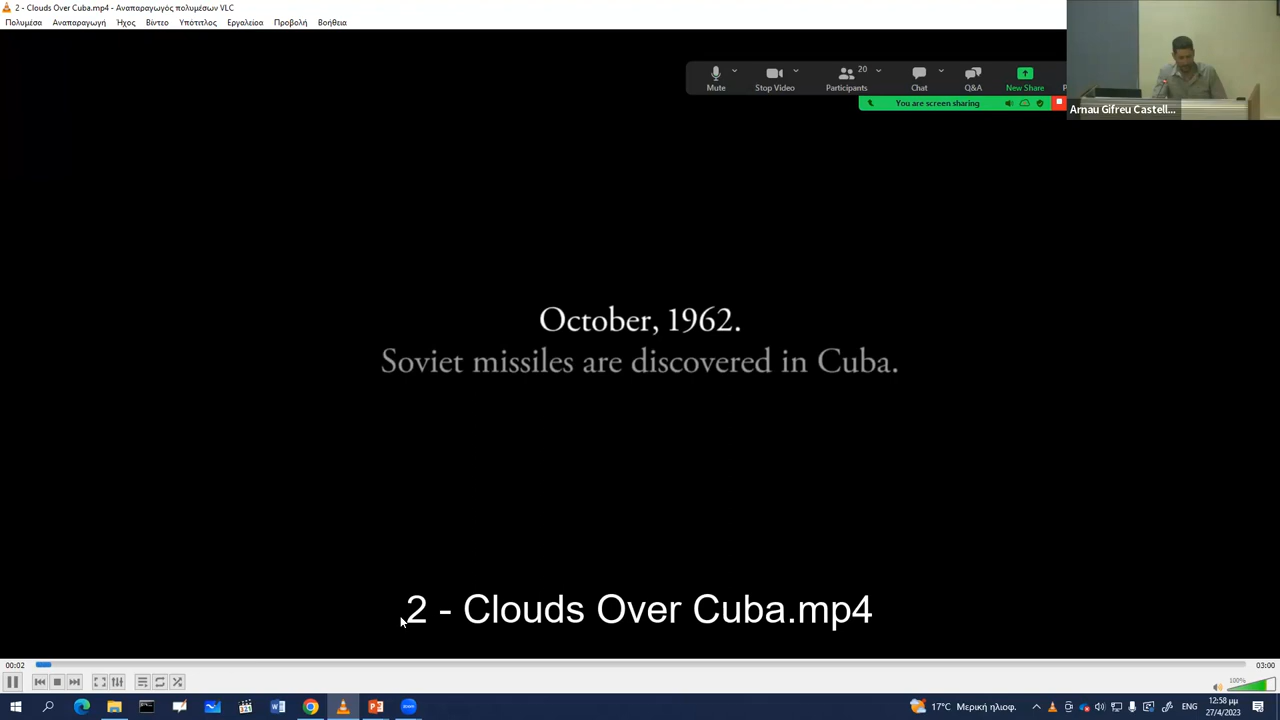 2 - Clouds Over Cuba.mp4 - Αναπαραγωγός πολυμέσων VLC
Πολυμέσα Αναπαραγωγή Ήχος Βίντεο Υπότιτλος Εργαλεία Προβολή Βοήθεια
20
Mute Stop Video Participants Chat Q&A New Share
You are screen sharing
Arnau Gifreu Castell...
October, 1962.
Soviet missiles are discovered in Cuba.
2 - Clouds Over Cuba.mp4
00:02
03:00
100%
17°C Μερική ηλιοφ.
ENG
12:58 μμ
27/4/2023